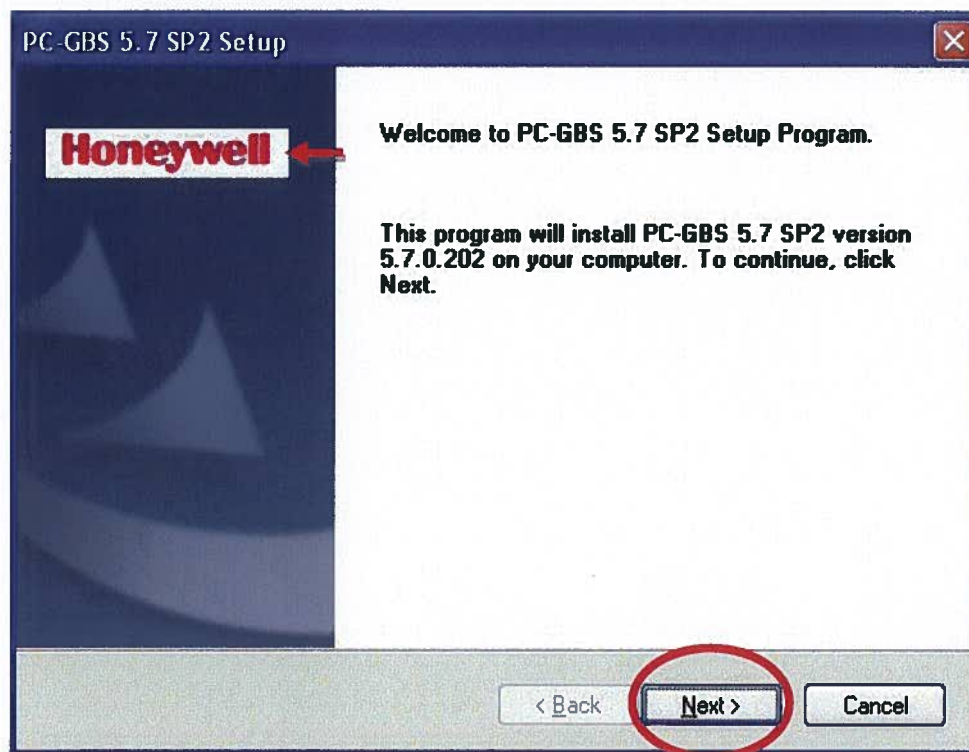 PC-GBS 5.7 SP2 Setup
Honeywell
Welcome to PC-GBS 5.7 SP2 Setup Program.
This program will install PC-GBS 5.7 SP2 version
5.7.0.202 on your computer. To continue, click
Next.
< Back
Next >
Cancel